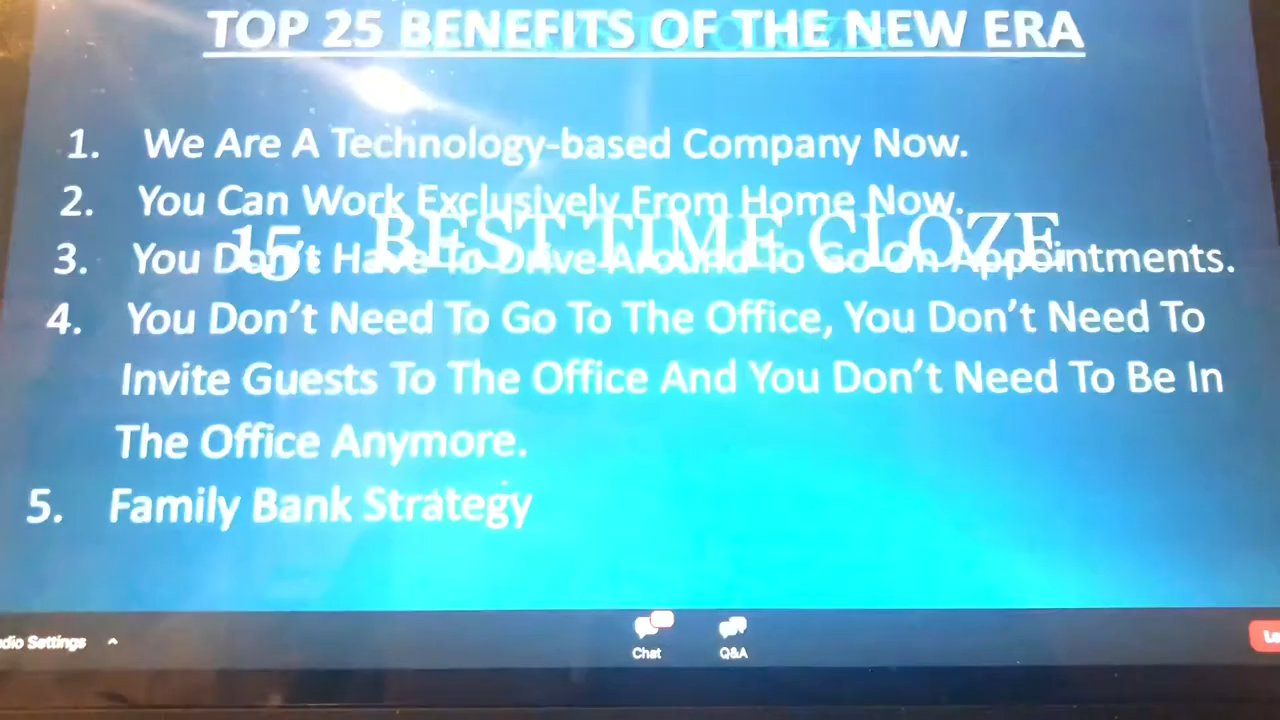 TOP 25 BENEFITS OF THE NEW ERA
1. We Are A Technology-based Company Now.
2. You Can Work Exclusively From Home Now.
15 BEST TIME CLOZE
3. You Don't Have To Drive Around To Go On Appointments.
4. You Don't Need To Go To The Office, You Don't Need To
Invite Guests To The Office And You Don't Need To Be In
The Office Anymore.
5. Family Bank Strategy
dio Settings
Chat
Q&A